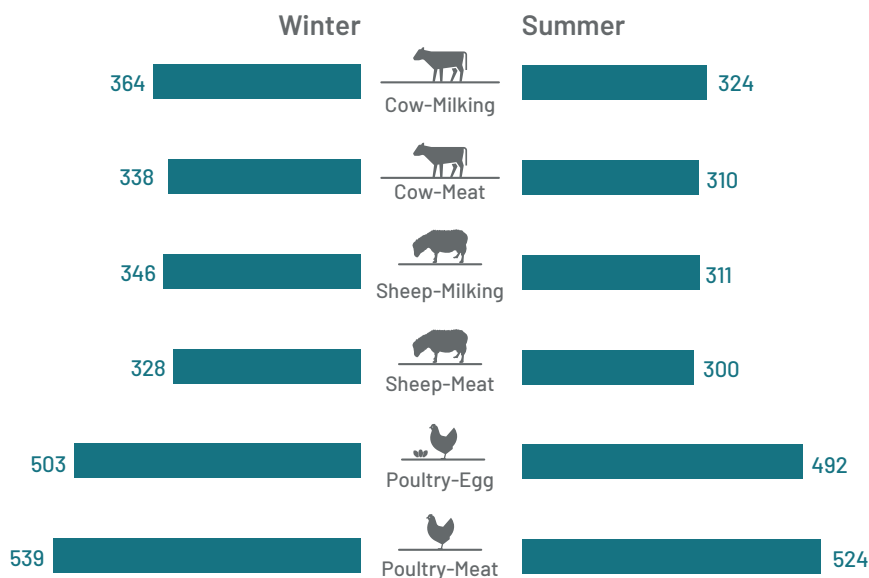 Winter Summer
364 324
Cow-Milking
338 310
Cow-Meat
346 311
Sheep-Milking
328 300
Sheep-Meat
503 492
Poultry-Egg
539 524
Poultry-Meat